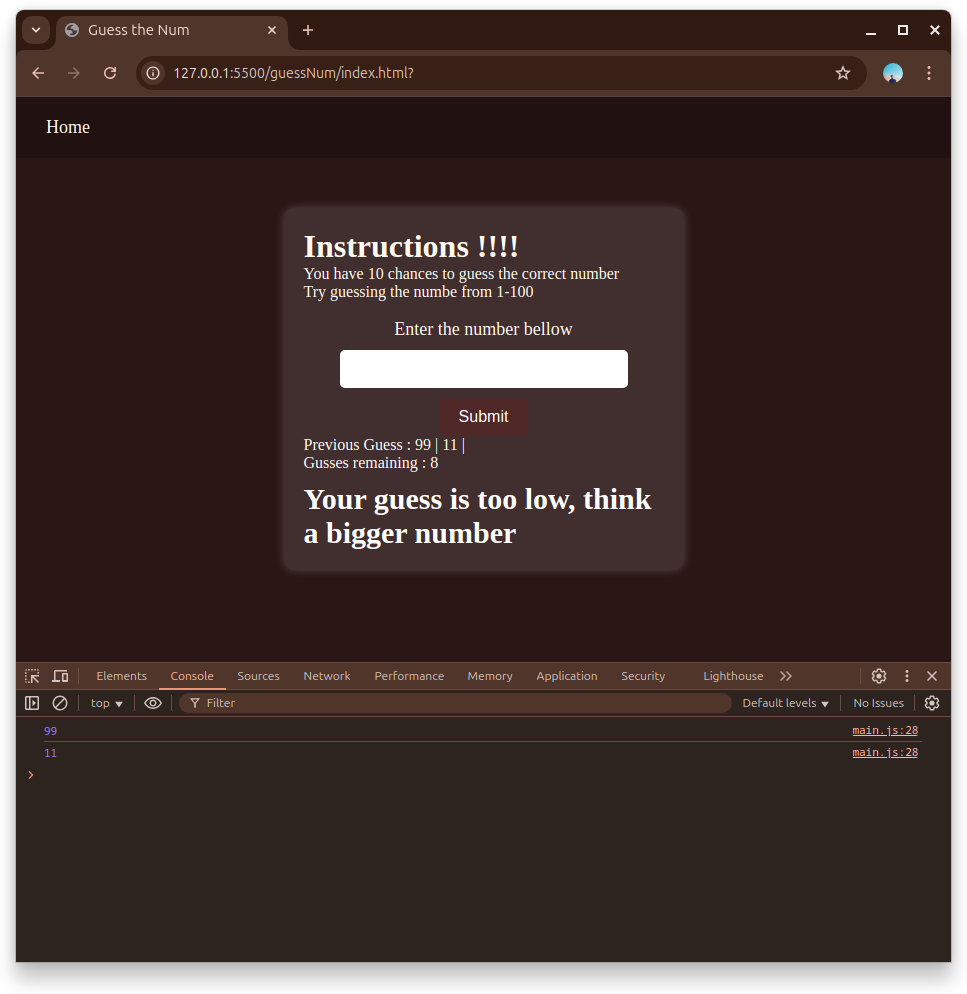 Guess the Num
127.0.0.1:5500/guessNum/index.html?
Home
Instructions !!!!
You have 10 chances to guess the correct number
Try guessing the numbe from 1-100
Enter the number bellow
Submit
Previous Guess : 99 | 11 |
Gusses remaining : 8
Your guess is too low, think
a bigger number
Elements Console Sources Network Performance Memory Application Security Lighthouse
top Filter Default levels No Issues
99 main.js:28
11 main.js:28